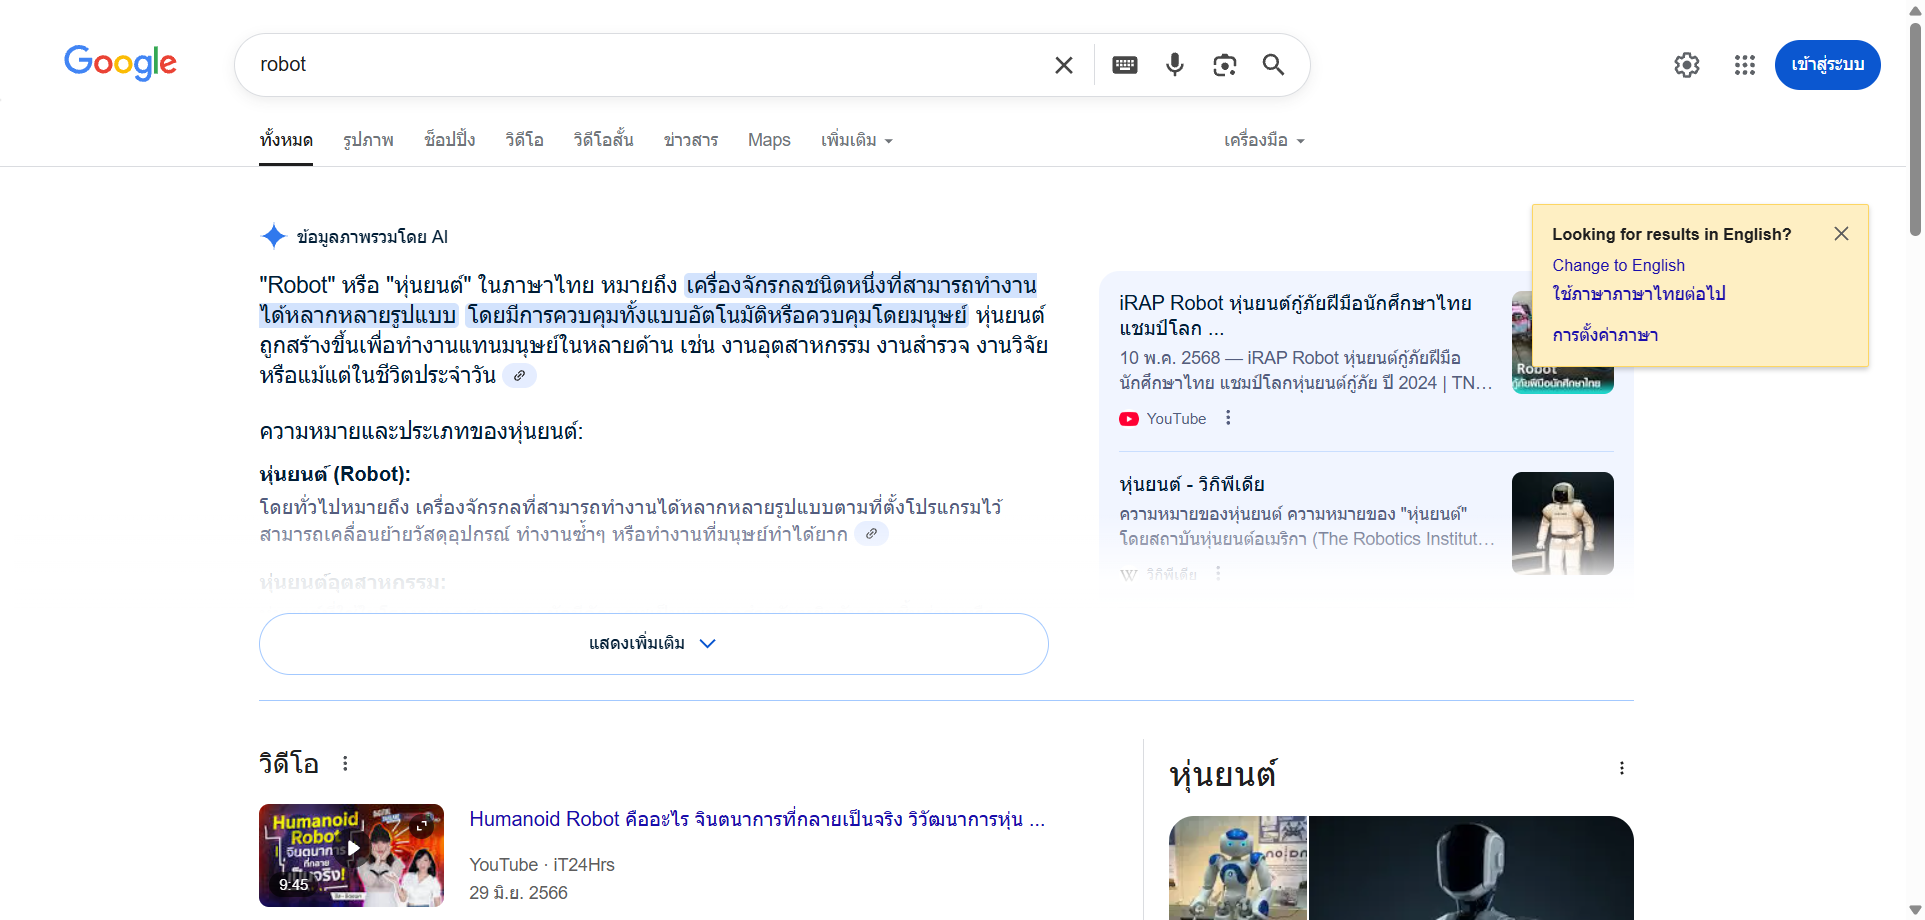 Google
robot
เข้าสู่ระบบ
ทั้งหมด
รูปภาพ
ช็อปปิ้ง
วิดีโอ
วิดีโอสั้น
ข่าวสาร
Maps
เพิ่มเติม
เครื่องมือ
Looking for results in English?
Change to English
ใช้ภาษาภาษาไทยต่อไป
การตั้งค่าภาษา
ข้อมูลภาพรวมโดย AI
"Robot" หรือ "หุ่นยนต์" ในภาษาไทย หมายถึง เครื่องจักรกลชนิดหนึ่งที่สามารถทำงาน
ได้หลากหลายรูปแบบ โดยมีการควบคุมทั้งแบบอัตโนมัติหรือควบคุมโดยมนุษย์ หุ่นยนต์
ถูกสร้างขึ้นเพื่อทำงานแทนมนุษย์ในหลายด้าน เช่น งานอุตสาหกรรม งานสำรวจ งานวิจัย
หรือแม้แต่ในชีวิตประจำวัน
ความหมายและประเภทของหุ่นยนต์:
หุ่นยนต์ (Robot):
โดยทั่วไปหมายถึง เครื่องจักรกลที่สามารถทำงานได้หลากหลายรูปแบบตามที่ตั้งโปรแกรมไว้
สามารถเคลื่อนย้ายวัสดุอุปกรณ์ ทำงานซ้ำๆ หรือทำงานที่มนุษย์ทำได้ยาก
หุ่นยนต์อุตสาหกรรม:
แสดงเพิ่มเติม
iRAP Robot หุ่นยนต์กู้ภัยฝีมือนักศึกษาไทย
แชมป์โลก ...
10 พ.ค. 2568 — iRAP Robot หุ่นยนต์กู้ภัยฝีมือ
นักศึกษาไทย แชมป์โลกหุ่นยนต์กู้ภัย ปี 2024 | TN...
YouTube
Robot
กู้ภัยฝีมือนักศึกษาไทย
หุ่นยนต์ - วิกิพีเดีย
ความหมายของหุ่นยนต์ ความหมายของ "หุ่นยนต์"
โดยสถาบันหุ่นยนต์อเมริกา (The Robotics Institut...
W วิกิพีเดีย
วิดีโอ
Humanoid
Robot
จินตนาการ
ที่กลาย
เป็นจริง!
9:45
Humanoid Robot คืออะไร จินตนาการที่กลายเป็นจริง วิวัฒนาการหุ่น ...
YouTube · iT24Hrs
29 มิ.ย. 2566
หุ่นยนต์